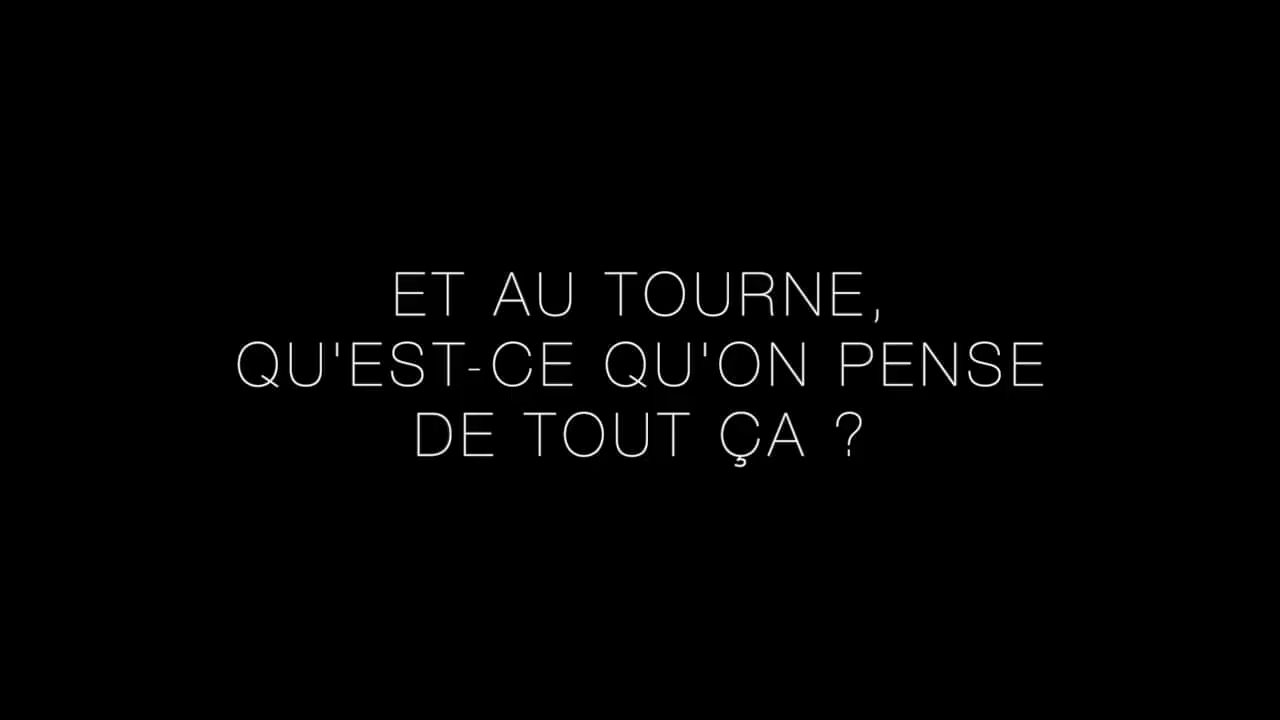 ET AU TOURNE,
QU'EST-CE QU'ON PENSE
DE TOUT ÇA ?